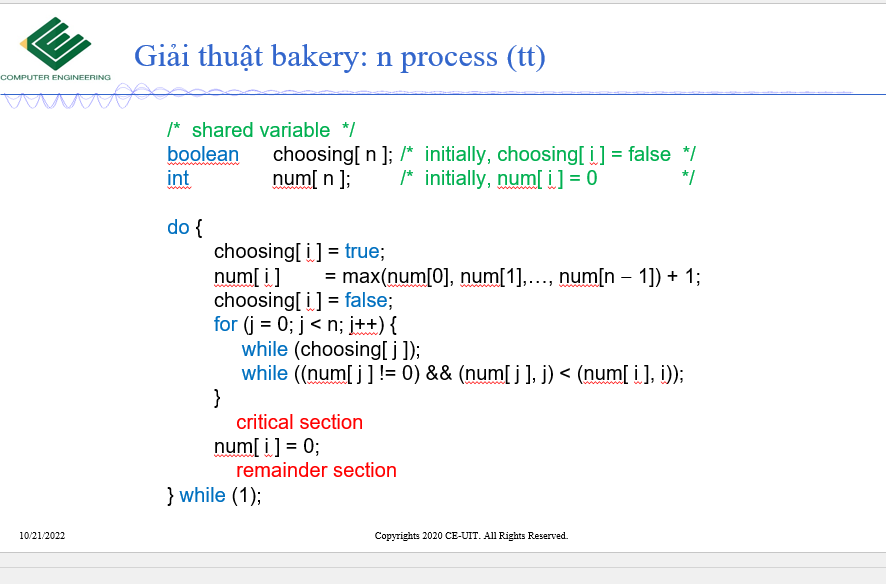 COMPUTER ENGINEERING
Giải thuật bakery: n process (tt)
/* shared variable */
boolean choosing[ n ]; /* initially, choosing[ i ] = false */
int num[ n ]; /* initially, num[ i ] = 0 */
do {
choosing[ i ] = true;
num[ i ] = max(num[0], num[1],…, num[n − 1]) + 1;
choosing[ i ] = false;
for (j = 0; j < n; j++) {
while (choosing[ j ]);
while ((num[ j ] != 0) && (num[ j ], j) < (num[ i ], i));
}
critical section
num[ i ] = 0;
remainder section
} while (1);
10/21/2022 Copyrights 2020 CE-UIT. All Rights Reserved.